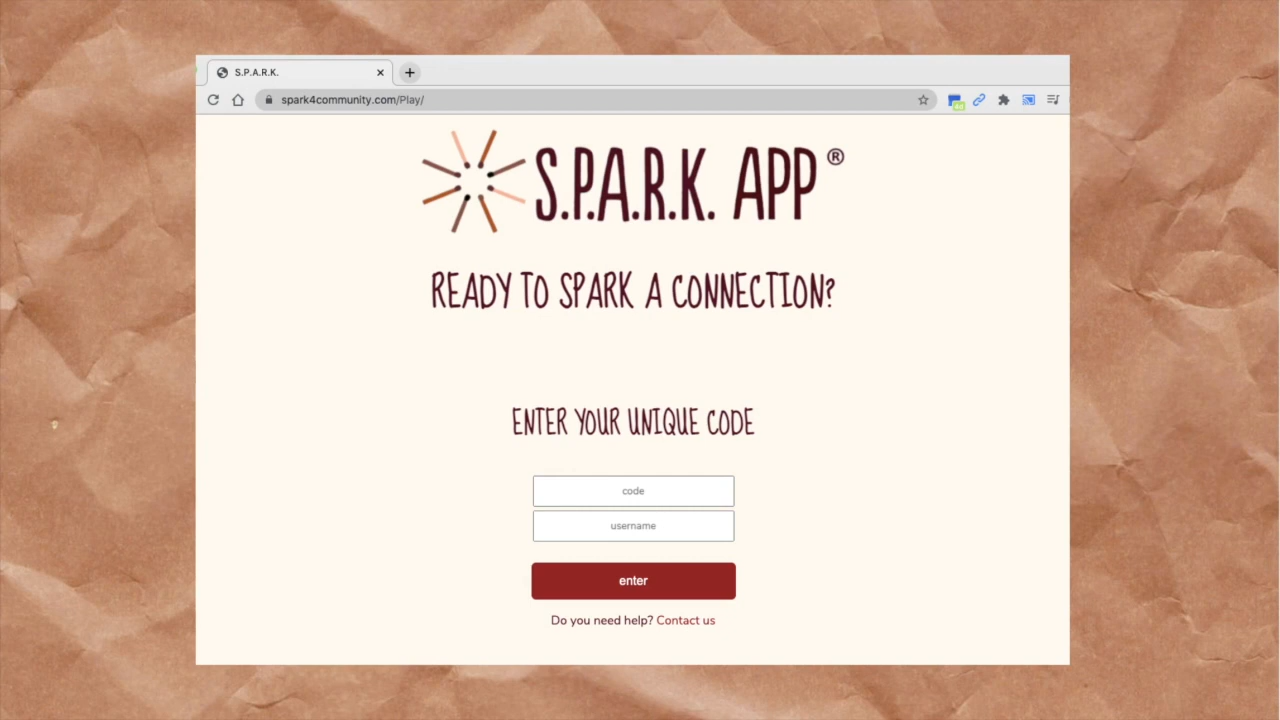 S.P.A.R.K.
spark4community.com/Play/
S.P.A.R.K. APP ®
READY TO SPARK A CONNECTION?
ENTER YOUR UNIQUE CODE
code
username
enter
Do you need help? Contact us